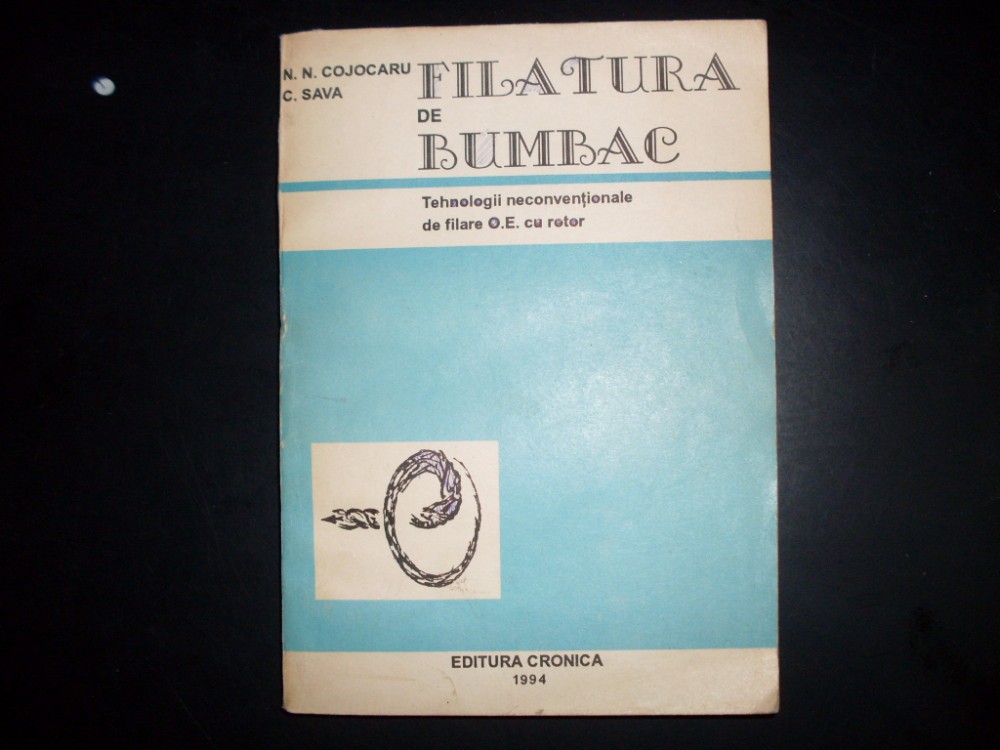 N. N. COJOCARU
C. SAVA
FILATURA
DE
BUMBAC
Tehnologii neconvenționale
de filare O.E. cu rotor
EDITURA CRONICA
1994